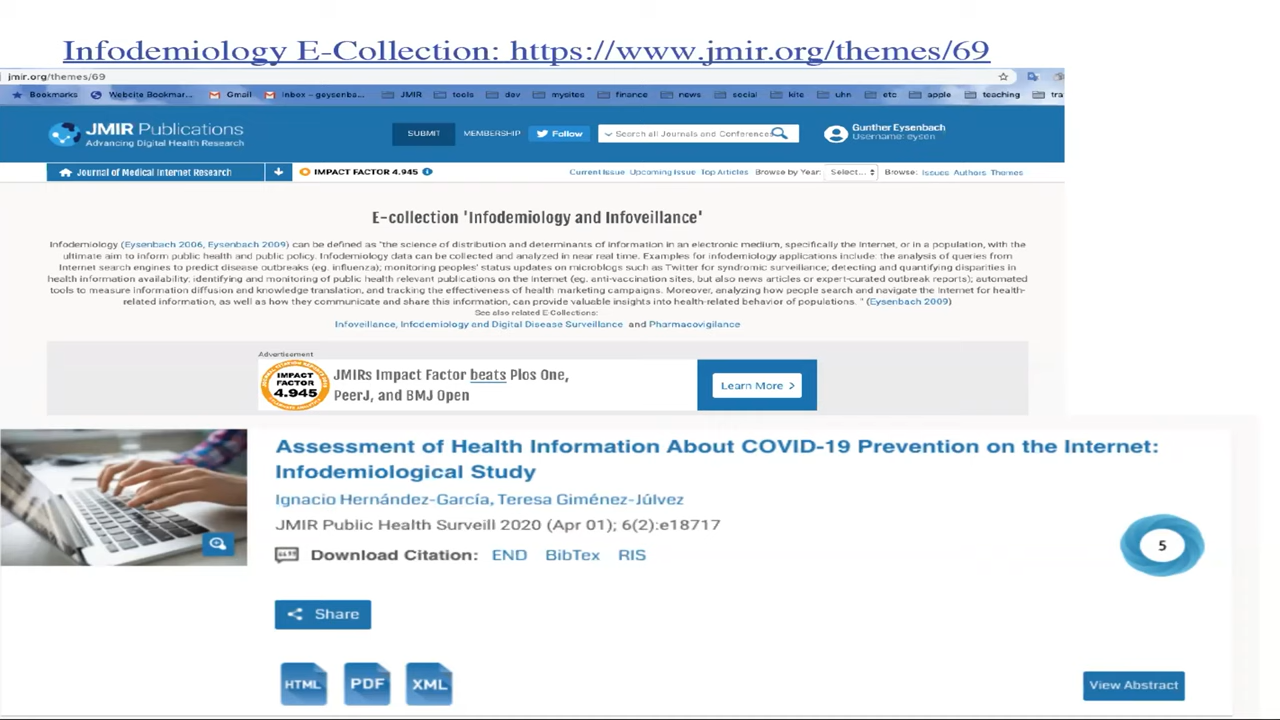 Infodemiology E-Collection: https://www.jmir.org/themes/69
jmir.org/themes/69
Bookmarks Website Bookmar... Gmail Inbox – geysenba... JMIR tools dev mysites finance news social kite uhn etc apple teaching tra
JMIR Publications
Advancing Digital Health Research
SUBMIT MEMBERSHIP Follow Search all Journals and Conferences
Gunther Eysenbach
Username: eysen
Journal of Medical Internet Research IMPACT FACTOR 4.945 Current Issue Upcoming Issue Top Articles Browse by Year: Select... Browse: Issues Authors Themes
E-collection 'Infodemiology and Infoveillance'
Infodemiology (Eysenbach 2006, Eysenbach 2009) can be defined as "the science of distribution and determinants of information in an electronic medium, specifically the Internet, or in a population, with the
ultimate aim to inform public health and public policy. Infodemiology data can be collected and analyzed in near real time. Examples for infodemiology applications include: the analysis of queries from
Internet search engines to predict disease outbreaks (eg. influenza); monitoring peoples' status updates on microblogs such as Twitter for syndromic surveillance; detecting and quantifying disparities in
health information availability; identifying and monitoring of public health relevant publications on the Internet (eg. anti-vaccination sites, but also news articles or expert-curated outbreak reports); automated
tools to measure information diffusion and knowledge translation, and tracking the effectiveness of health marketing campaigns. Moreover, analyzing how people search and navigate the Internet for health-
related information, as well as how they communicate and share this information, can provide valuable insights into health-related behavior of populations. " (Eysenbach 2009)
See also related E-Collections:
Infoveillance, Infodemiology and Digital Disease Surveillance and Pharmacovigilance
Advertisement
IMPACT
FACTOR
4.945
JMIRs Impact Factor beats Plos One,
PeerJ, and BMJ Open
Learn More >
Assessment of Health Information About COVID-19 Prevention on the Internet:
Infodemiological Study
Ignacio Hernández-García, Teresa Giménez-Júlvez
JMIR Public Health Surveill 2020 (Apr 01); 6(2):e18717
Download Citation: END BibTex RIS
5
Share
HTML PDF XML
View Abstract